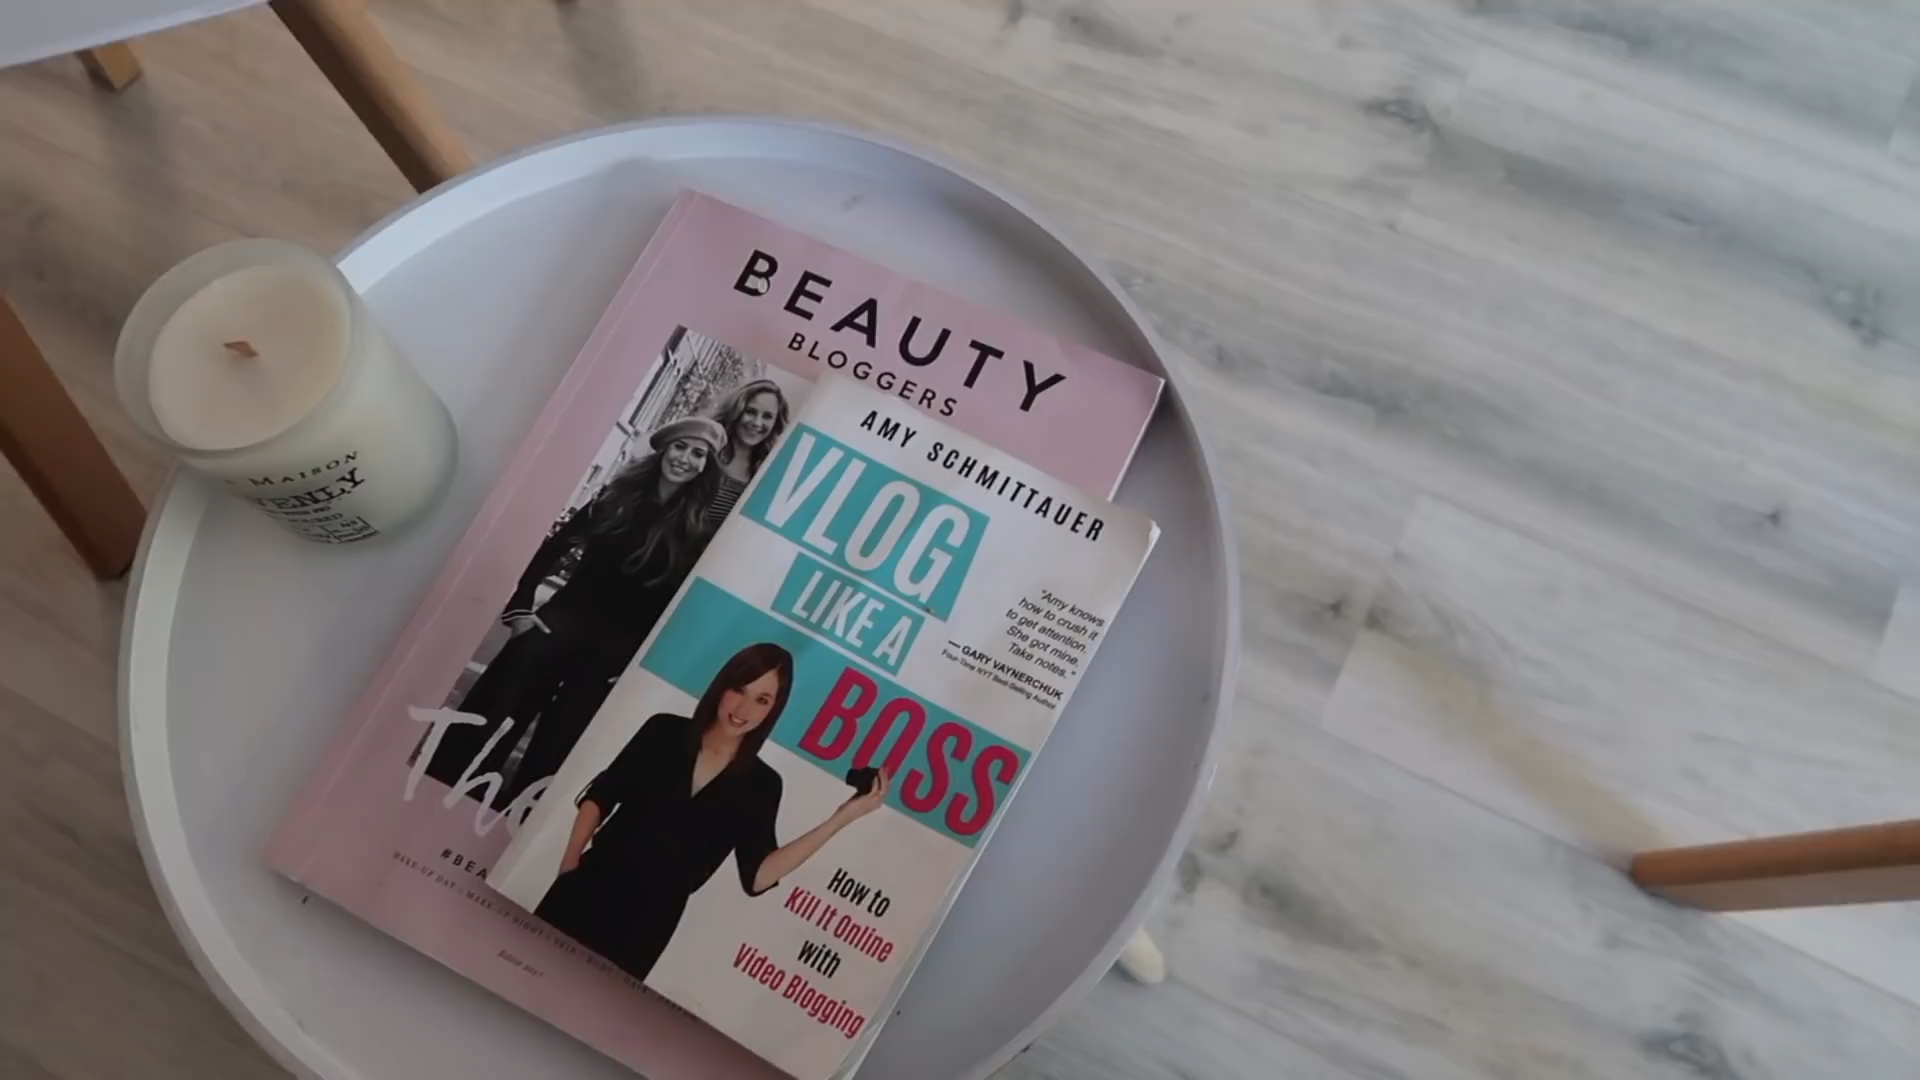 BEAUTY
BLOGGERS
AMY SCHMITTAUER
VLOG
LIKE A
BOSS
"Amy knows
how to crush it
to get attention.
She got mine.
Take notes."
— GARY VAYNERCHUK
Four-Time NYT Best-Selling Author
How to
Kill It Online
with
Video Blogging
The
#BEA
MAISON